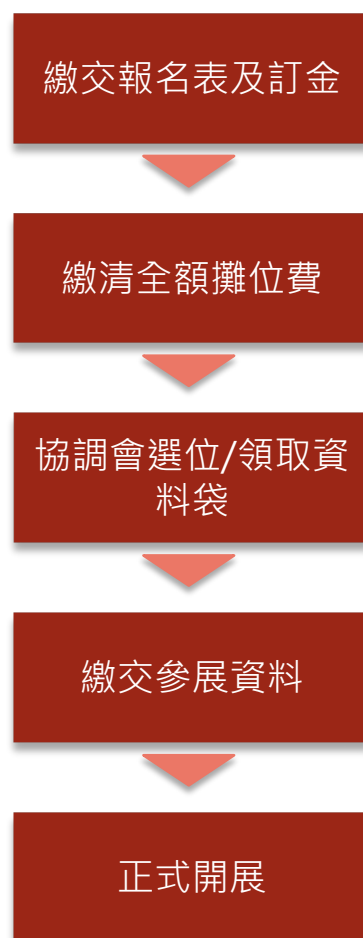 繳交報名表及訂金
繳清全額攤位費
協調會選位/領取資
料袋
繳交參展資料
正式開展